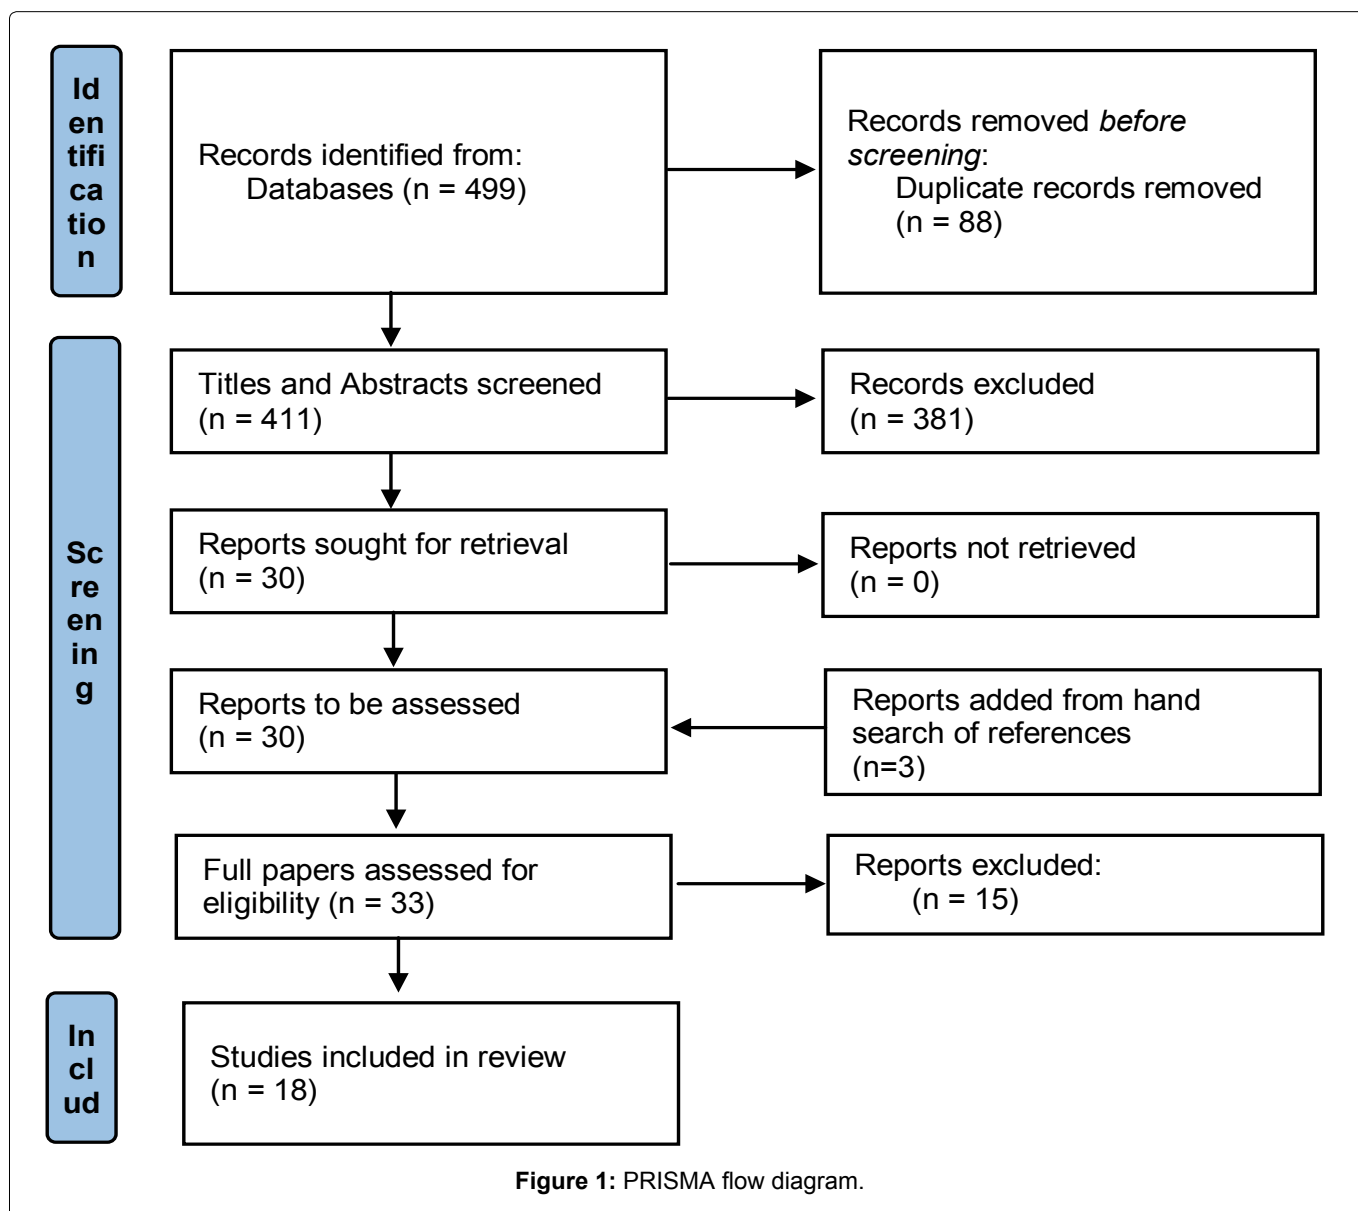 Id
en
tifi
ca
tio
n
Records identified from:
Databases (n = 499)
Records removed before
screening:
Duplicate records removed
(n = 88)
Sc
re
en
in
g
Titles and Abstracts screened
(n = 411)
Records excluded
(n = 381)
Reports sought for retrieval
(n = 30)
Reports not retrieved
(n = 0)
Reports to be assessed
(n = 30)
Reports added from hand
search of references
(n=3)
Full papers assessed for
eligibility (n = 33)
Reports excluded:
(n = 15)
In
cl
ud
Studies included in review
(n = 18)
Figure 1: PRISMA flow diagram.